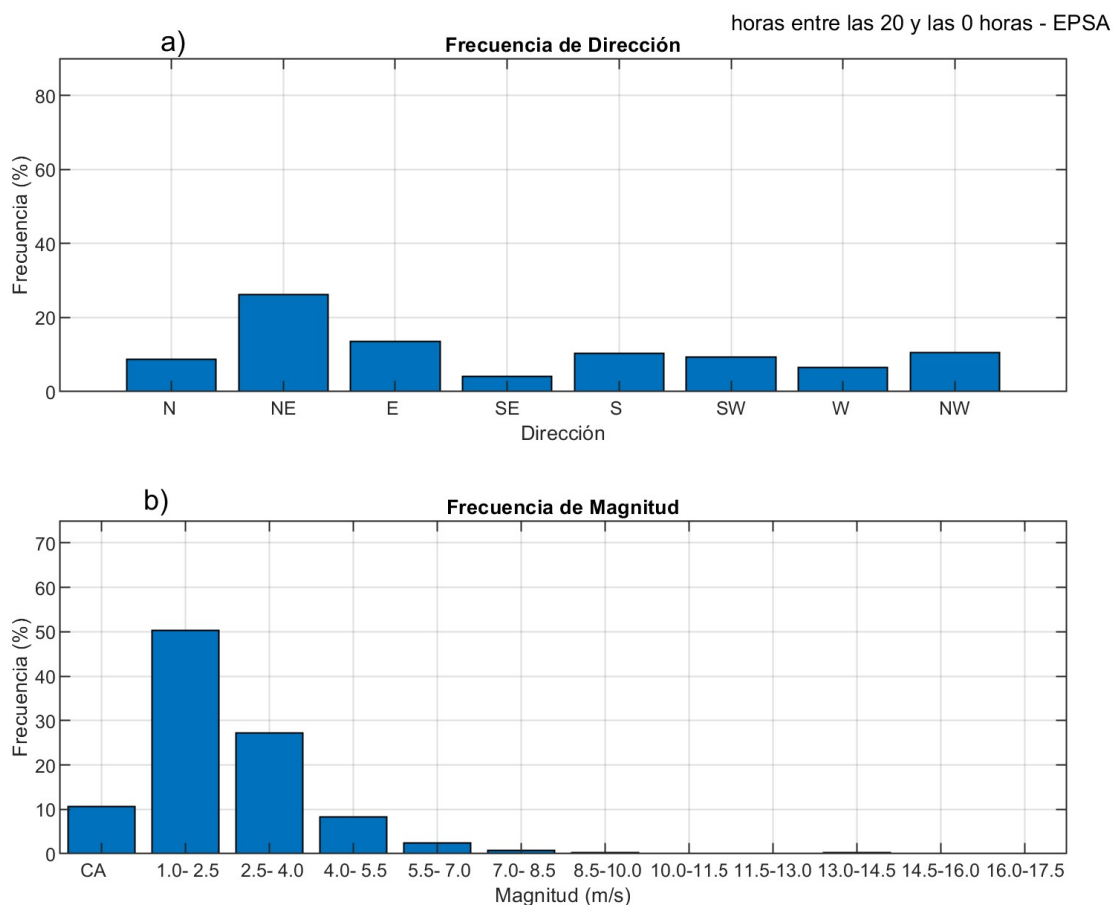 horas entre las 20 y las 0 horas - EPSA
a)
Frecuencia de Dirección
Frecuencia (%)
80
60
40
20
0
N NE E SE S SW W NW
Dirección
b)
Frecuencia de Magnitud
Frecuencia (%)
70
60
50
40
30
20
10
0
CA 1.0- 2.5 2.5- 4.0 4.0- 5.5 5.5- 7.0 7.0- 8.5 8.5-10.0 10.0-11.5 11.5-13.0 13.0-14.5 14.5-16.0 16.0-17.5
Magnitud (m/s)